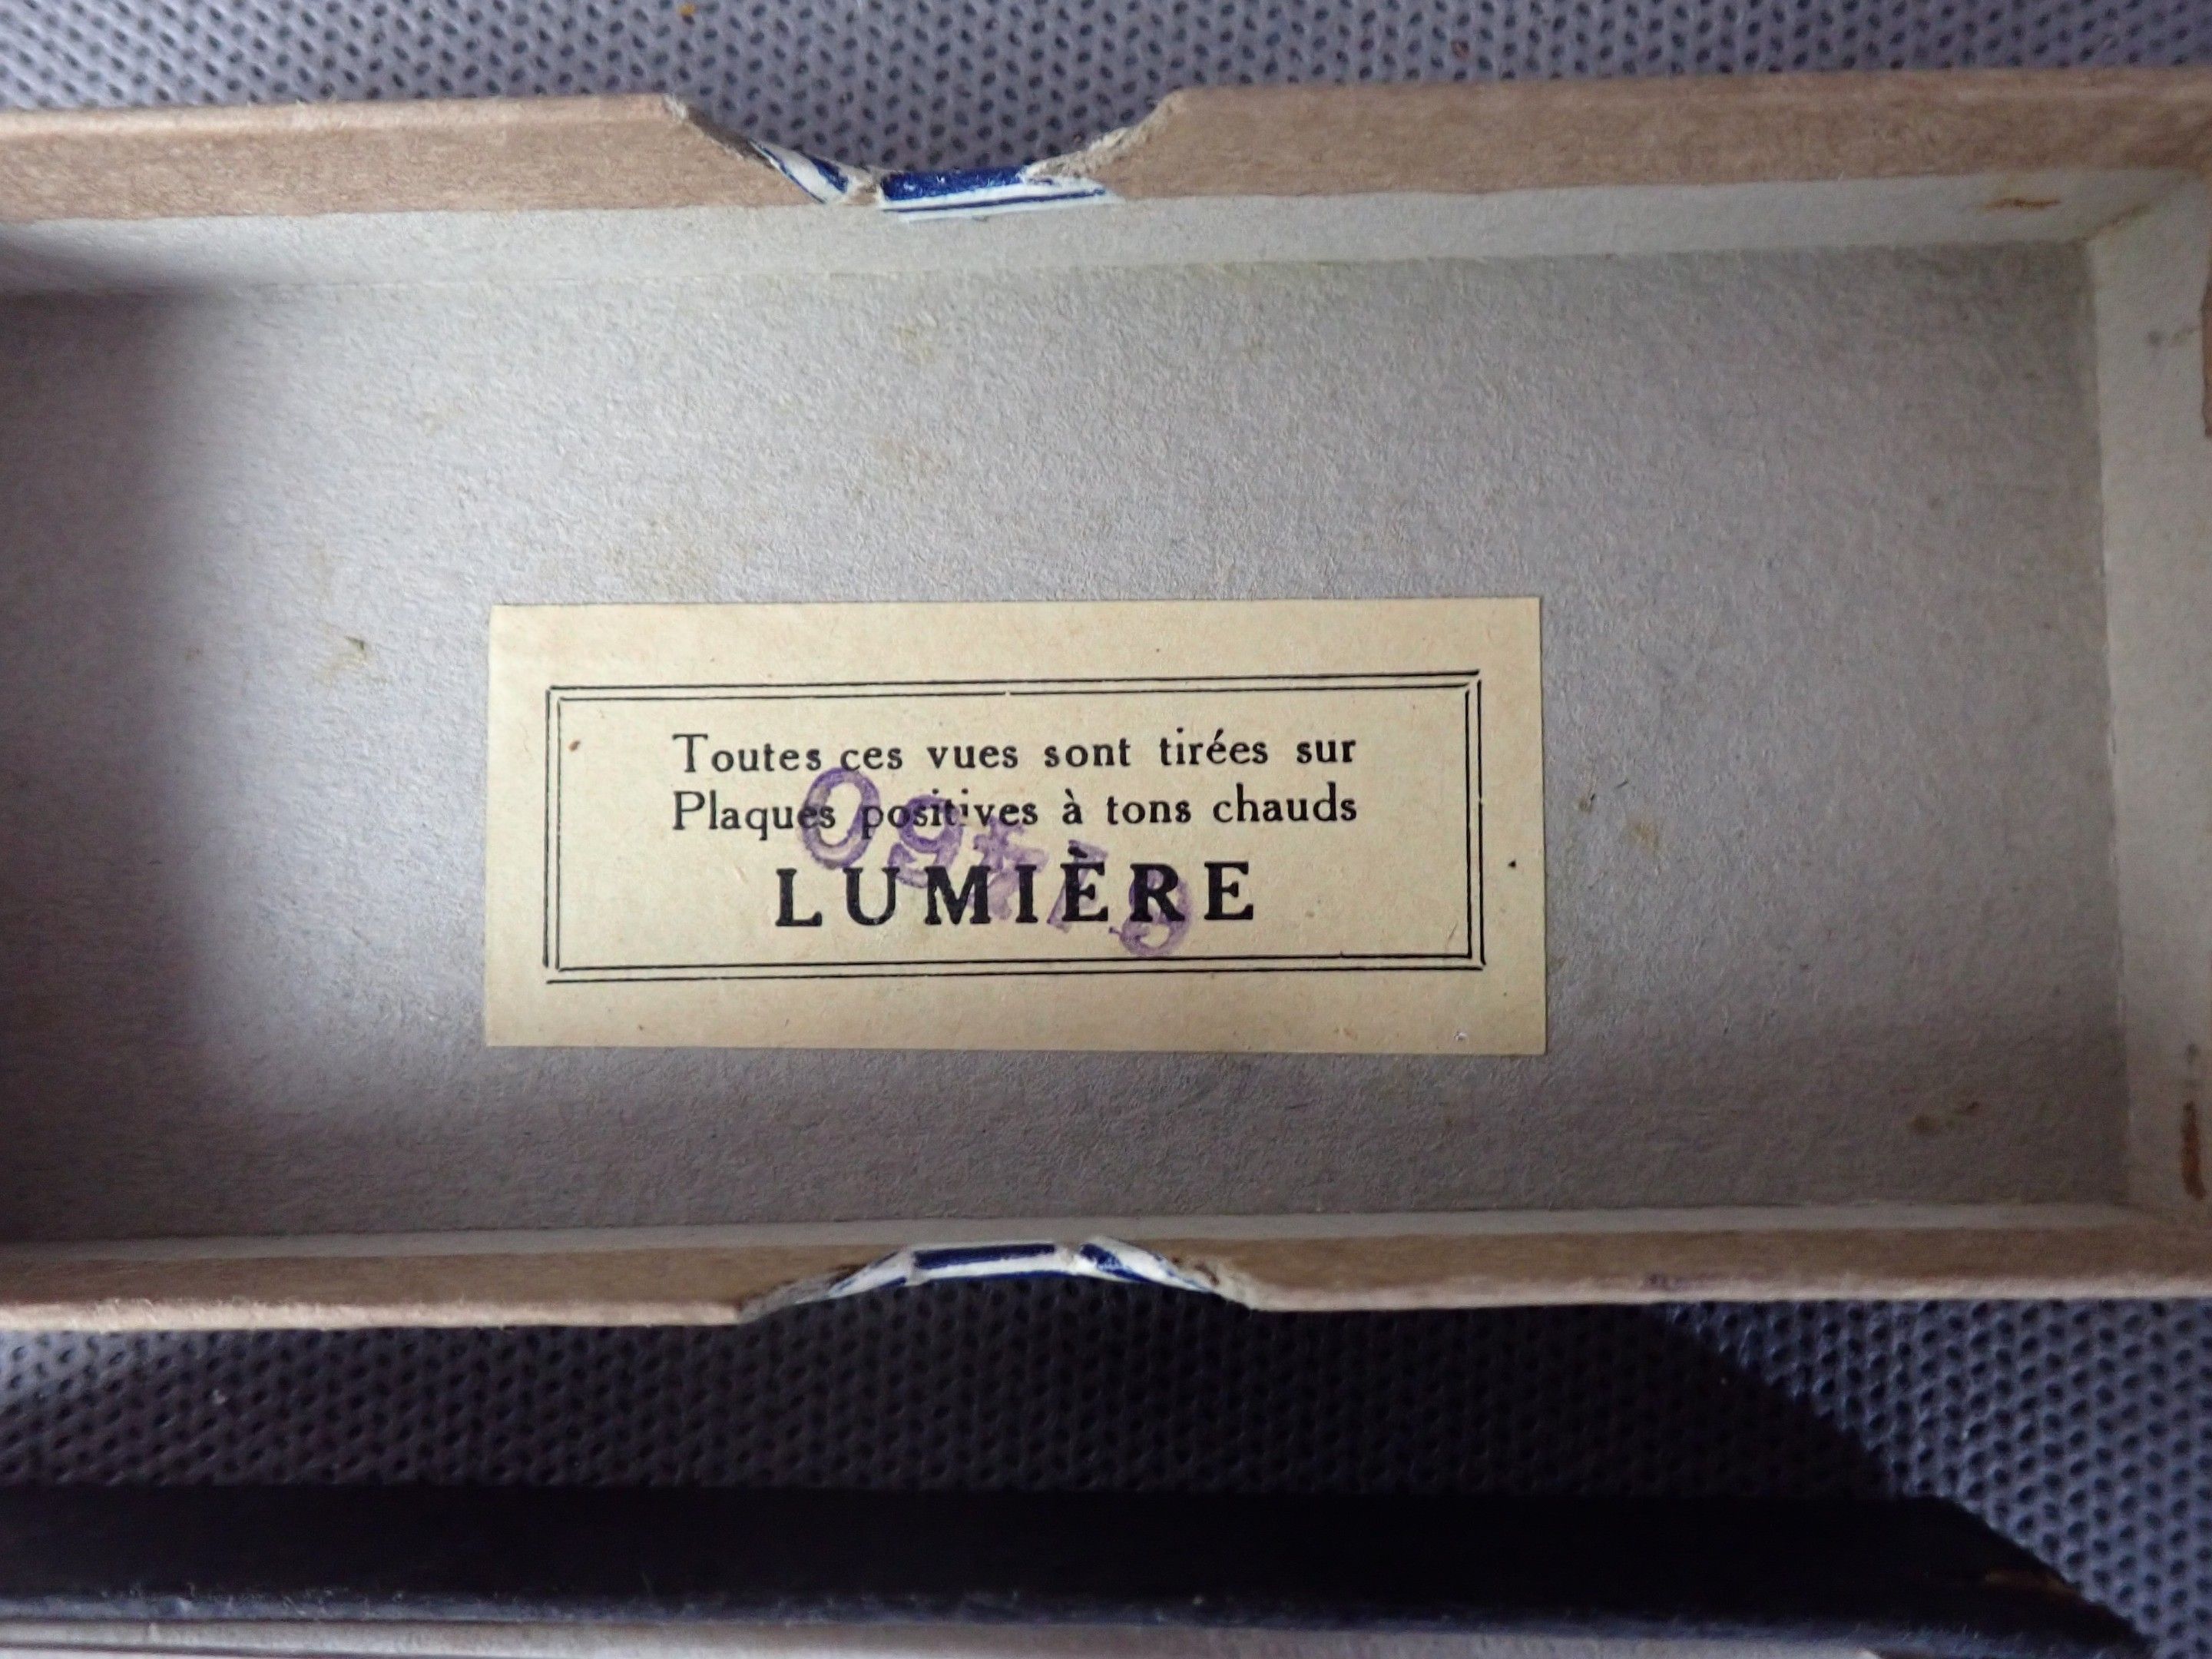 Toutes ces vues sont tirées sur
Plaques positives à tons chauds
LUMIÈRE